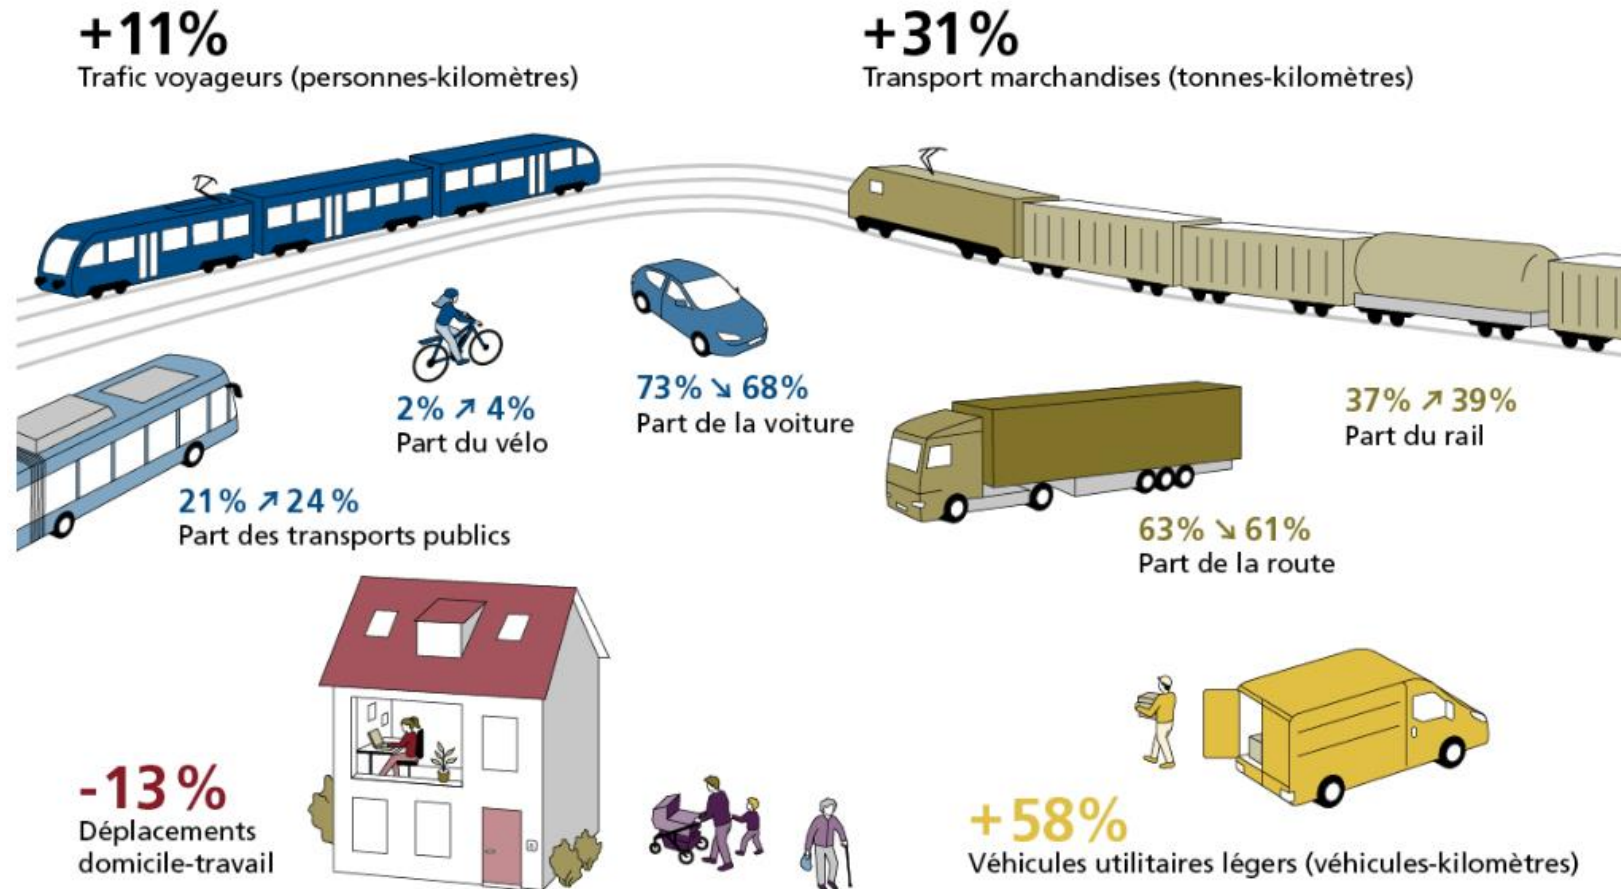 +11%
Trafic voyageurs (personnes-kilomètres)
+31%
Transport marchandises (tonnes-kilomètres)
2% ↗ 4%
Part du vélo
73% ↘ 68%
Part de la voiture
37% ↗ 39%
Part du rail
21% ↗ 24 %
Part des transports publics
63% ↘ 61%
Part de la route
-13 %
Déplacements
domicile-travail
+58%
Véhicules utilitaires légers (véhicules-kilomètres)